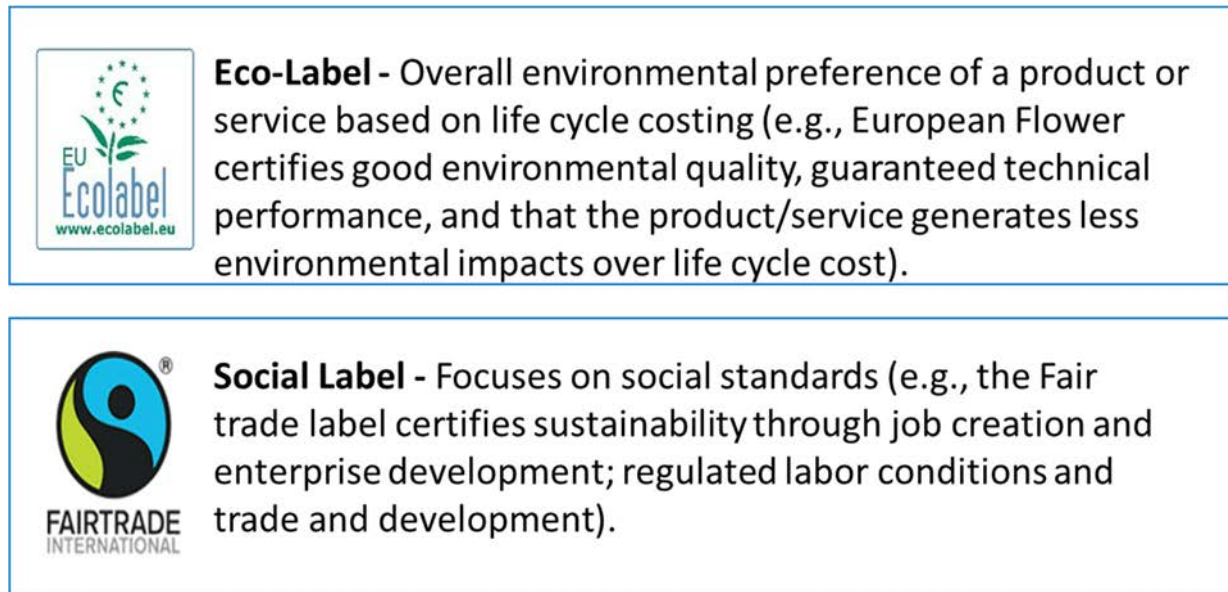 Eco-Label - Overall environmental preference of a product or
service based on life cycle costing (e.g., European Flower
certifies good environmental quality, guaranteed technical
performance, and that the product/service generates less
environmental impacts over life cycle cost).
EU
Ecolabel
www.ecolabel.eu
Social Label - Focuses on social standards (e.g., the Fair
trade label certifies sustainability through job creation and
enterprise development; regulated labor conditions and
trade and development).
®
FAIRTRADE
INTERNATIONAL